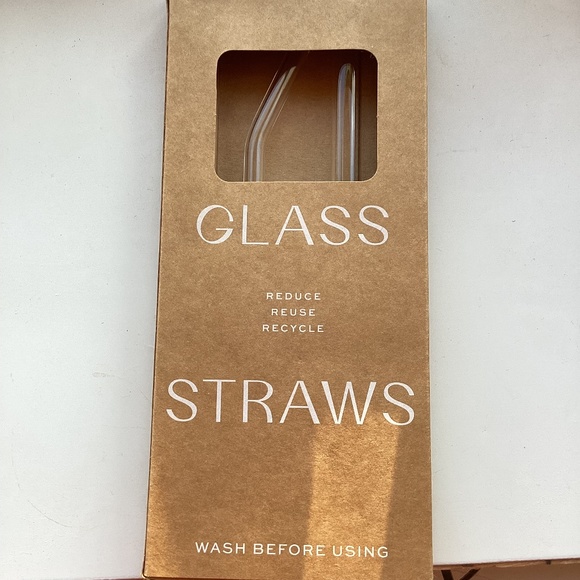 GLASS
REDUCE
REUSE
RECYCLE
STRAWS
WASH BEFORE USING